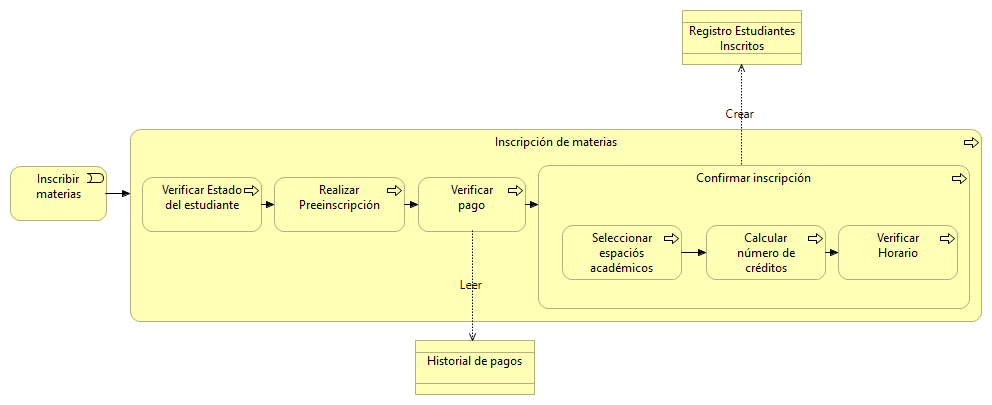 Registro Estudiantes
Inscritos
Crear
Inscripción de materias
Inscribir
materias
Verificar Estado
del estudiante
Realizar
Preeinscripción
Verificar
pago
Confirmar inscripción
Seleccionar
espaciós
académicos
Calcular
número de
créditos
Verificar
Horario
Leer
Historial de pagos